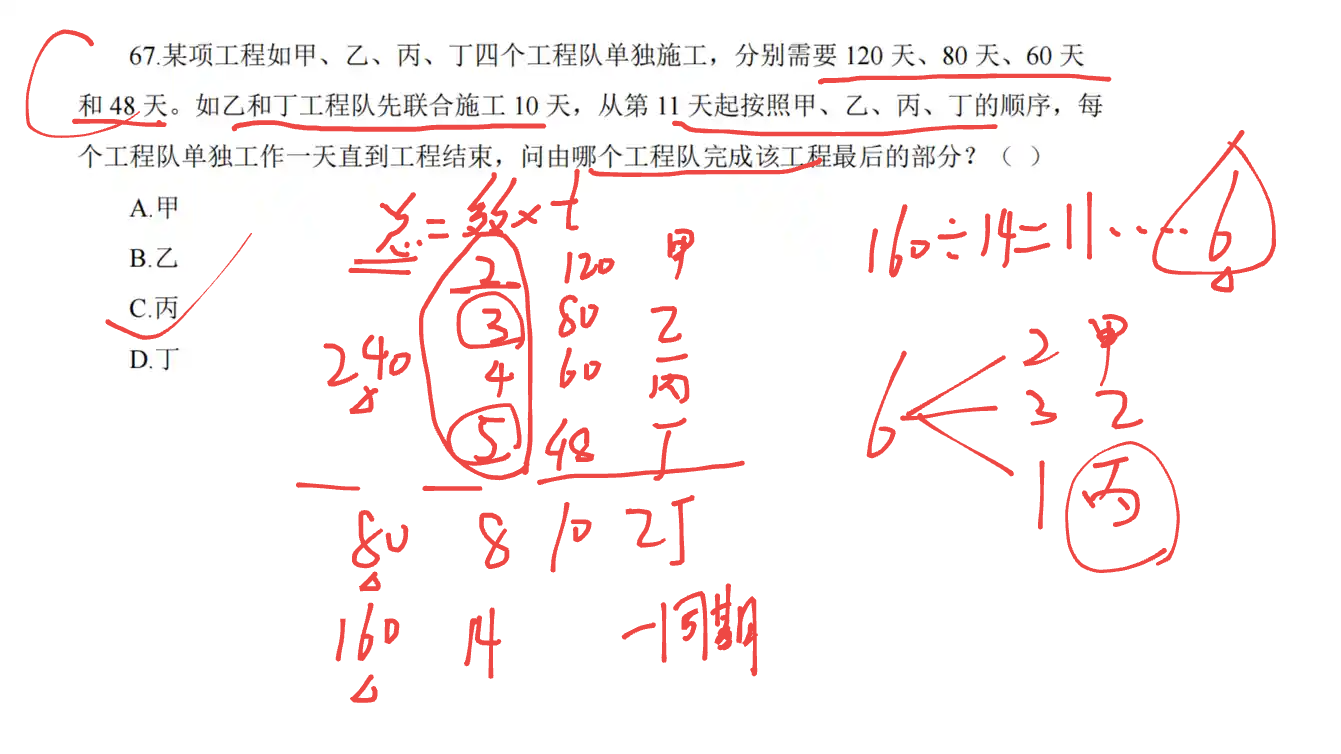 67.某项工程如甲、乙、丙、丁四个工程队单独施工，分别需要 120 天、80 天、60 天
和 48 天。如乙和丁工程队先联合施工 10 天，从第 11 天起按照甲、乙、丙、丁的顺序，每
个工程队单独工作一天直到工程结束，问由哪个工程队完成该工程最后的部分？（ ）
A.甲
B.乙
C.丙
D.丁
总=效×t
2 120 甲
3 80 乙
240 4 60 丙
5 48 丁
80 8 10 乙丁
160 14 一周期
160÷14=11……6
6
2 甲
3 乙
1 丙